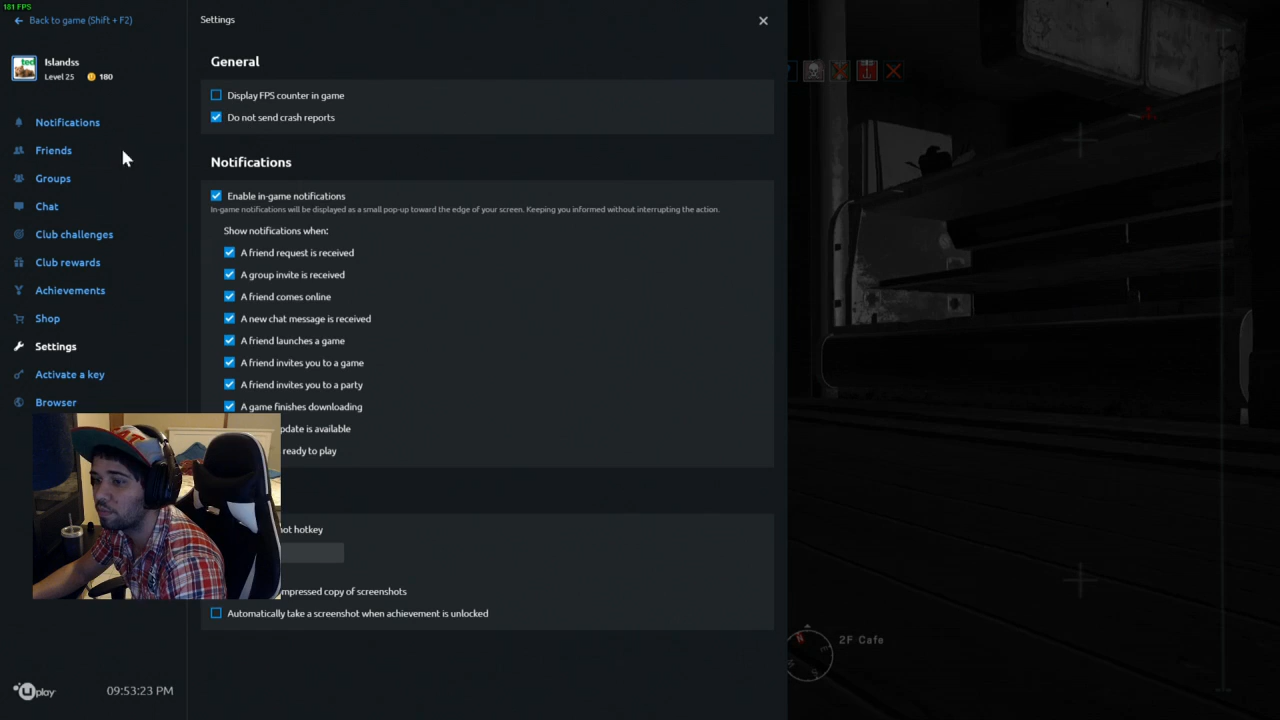 181 FPS
Back to game (Shift + F2)
Settings
ted
Islandss
Level 25
180
General
Display FPS counter in game
Do not send crash reports
Notifications
Friends
Groups
Chat
Club challenges
Club rewards
Achievements
Shop
Settings
Activate a key
Browser
Notifications
Enable in-game notifications
In-game notifications will be displayed as a small pop-up toward the edge of your screen. Keeping you informed without interrupting the action.
Show notifications when:
A friend request is received
A group invite is received
A friend comes online
A new chat message is received
A friend launches a game
A friend invites you to a game
A friend invites you to a party
A game finishes downloading
update is available
ready to play
hotkey
copy of screenshots
Automatically take a screenshot when achievement is unlocked
2F Cafe
uplay
09:53:23 PM